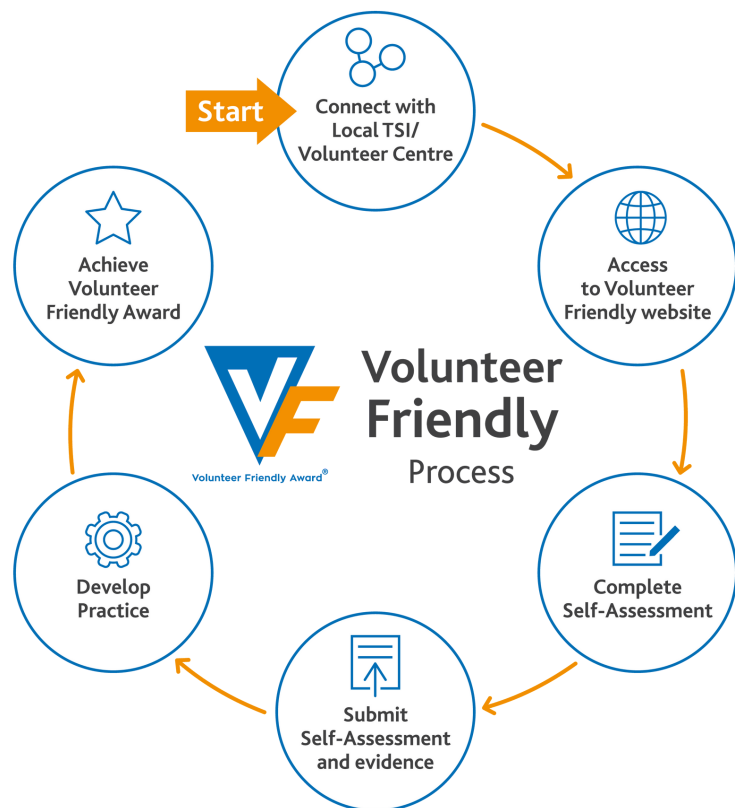 Start
Connect with
Local TSI/
Volunteer Centre
Access
to Volunteer
Friendly website
Complete
Self-Assessment
Submit
Self-Assessment
and evidence
Develop
Practice
Achieve
Volunteer
Friendly Award
VF
Volunteer Friendly Award®
Volunteer
Friendly
Process